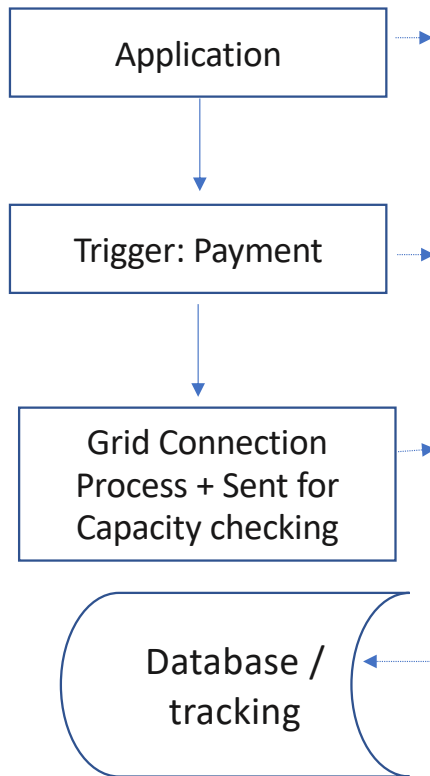 Application
Trigger: Payment
Grid Connection
Process + Sent for
Capacity checking
Database /
tracking